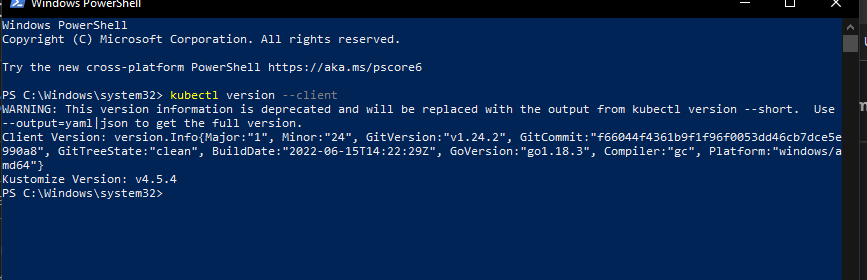 Windows PowerShell
Windows PowerShell
Copyright (C) Microsoft Corporation. All rights reserved.
Try the new cross-platform PowerShell https://aka.ms/pscore6
PS C:\Windows\system32> kubectl version --client
WARNING: This version information is deprecated and will be replaced with the output from kubectl version --short.  Use
--output=yaml|json to get the full version.
Client Version: version.Info{Major:"1", Minor:"24", GitVersion:"v1.24.2", GitCommit:"f66044f4361b9f1f96f0053dd46cb7dce5e
990a8", GitTreeState:"clean", BuildDate:"2022-06-15T14:22:29Z", GoVersion:"go1.18.3", Compiler:"gc", Platform:"windows/a
md64"}
Kustomize Version: v4.5.4
PS C:\Windows\system32>